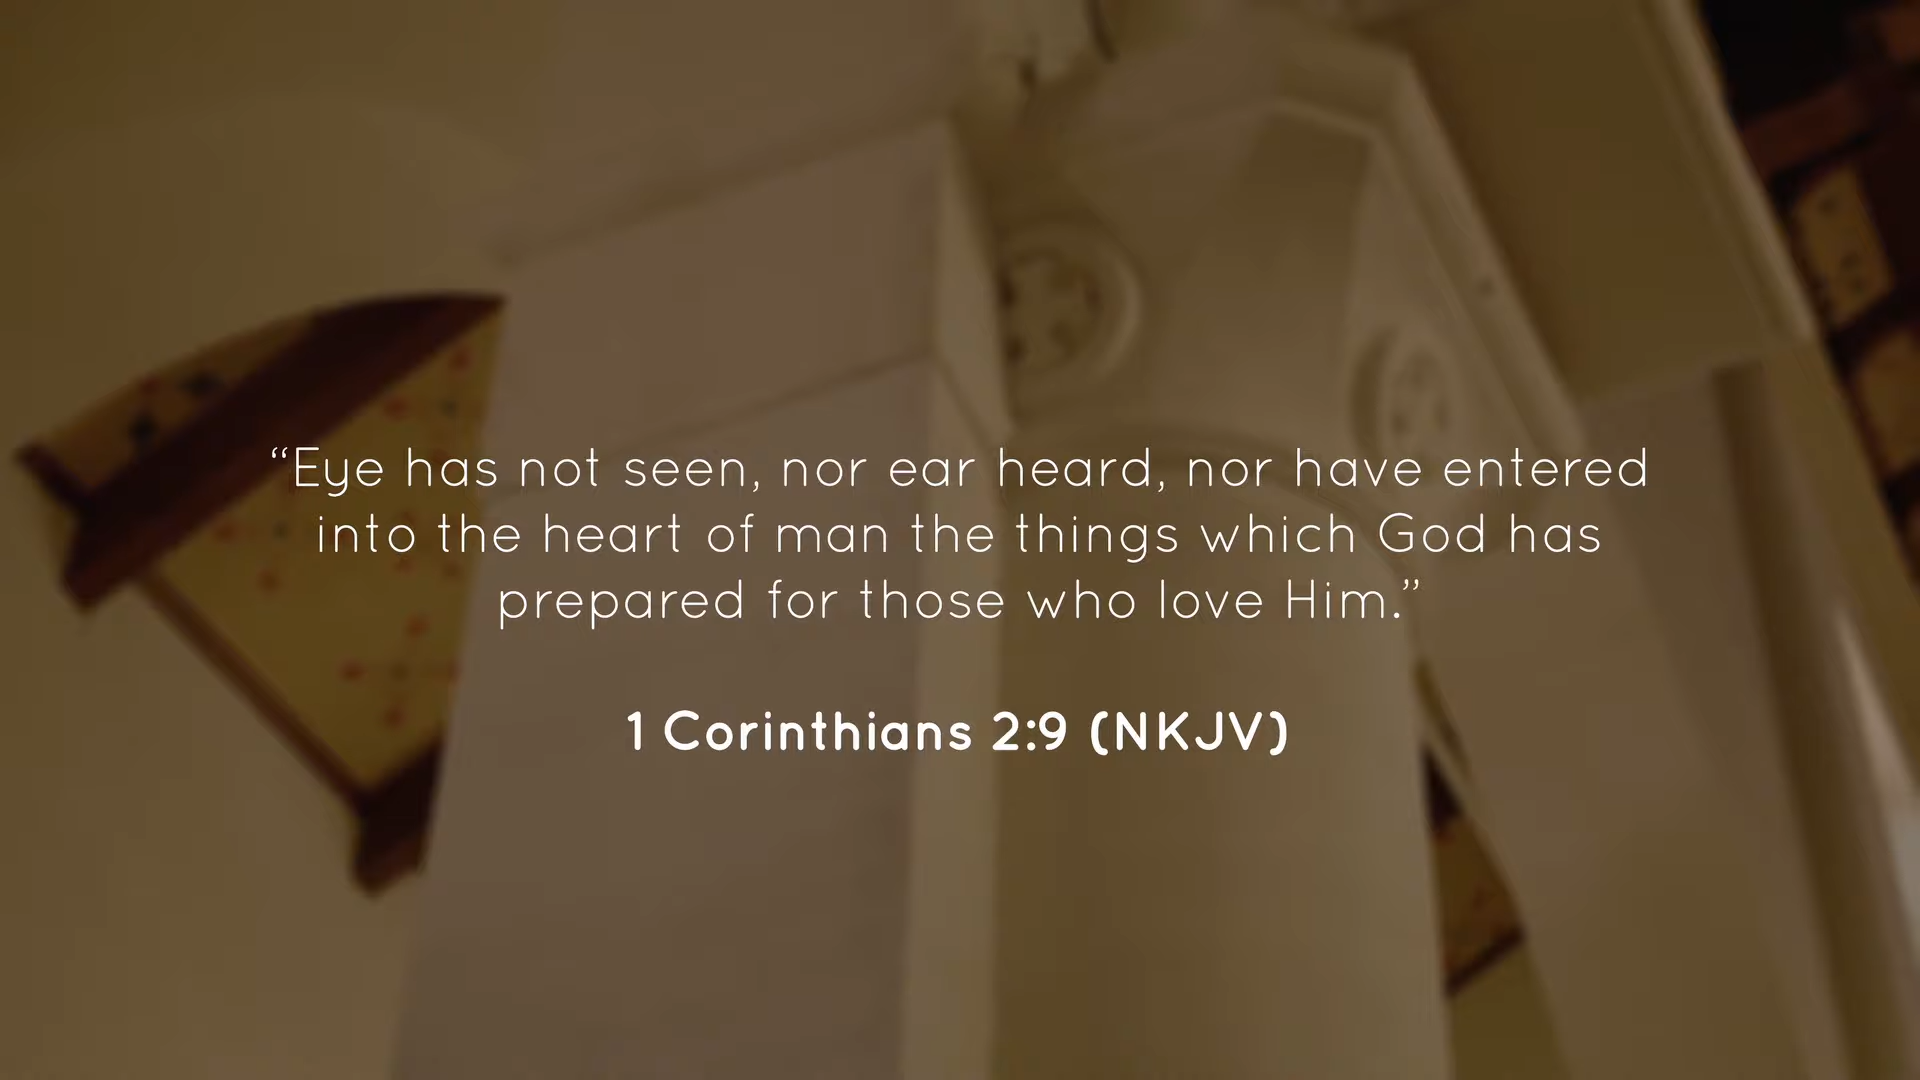 “Eye has not seen, nor ear heard, nor have entered
into the heart of man the things which God has
prepared for those who love Him.”
1 Corinthians 2:9 (NKJV)